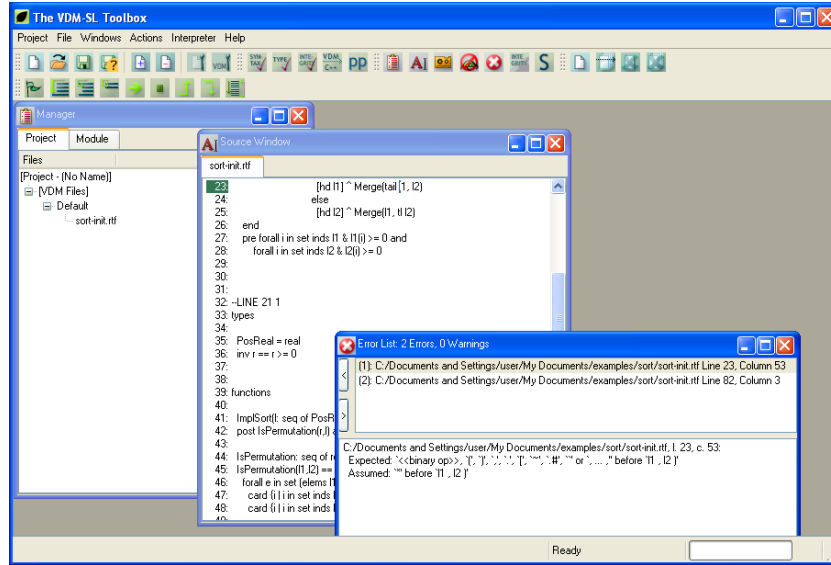 The VDM-SL Toolbox
Project File Windows Actions Interpreter Help
Manager
Project Module
Files
[Project - (No Name)]
[VDM Files]
Default
sort-init.rtf
Source Window
sort-init.rtf
23: [hd l1] ^ Merge(tail l1, l2)
24: else
25: [hd l2] ^ Merge(l1, tl l2)
26: end
27: pre forall i in set inds l1 & l1(i) >= 0 and
28: forall i in set inds l2 & l2(i) >= 0
29:
30:
31:
32: --LINE 21 1
33: types
34:
35: PosReal = real
36: inv r == r >= 0
37:
38:
39: functions
40:
41: ImplSort(l: seq of PosR
42: post IsPermutation(r,l) a
43:
44: IsPermutation: seq of re
45: IsPermutation(l1,l2) ==
46: forall e in set (elems l1
47: card {i | i in set inds l1
48: card {i | i in set inds l
Error List: 2 Errors, 0 Warnings
(1): C:/Documents and Settings/user/My Documents/examples/sort/sort-init.rtf Line 23, Column 53
(2): C:/Documents and Settings/user/My Documents/examples/sort/sort-init.rtf Line 82, Column 3
C:/Documents and Settings/user/My Documents/examples/sort/sort-init.rtf, l. 23, c. 53:
Expected: `<<binary op>>, `(', `)', `,', `.', `[', `~', `.#', `' or `, ... ," before `l1 , l2 )'
Assumed: `"' before `l1 , l2 )'
Ready